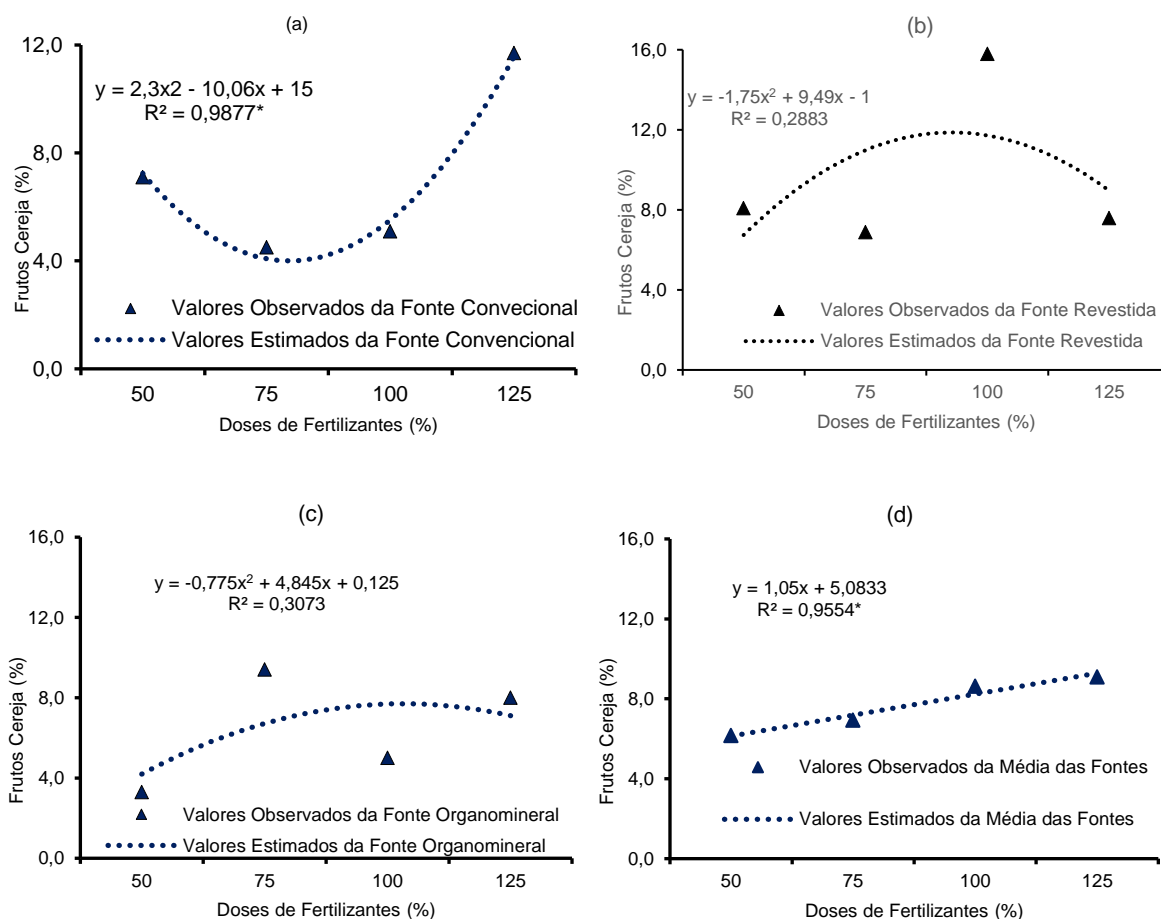 (a)
12,0
8,0
4,0
0,0
Frutos Cereja (%)
y = 2,3x2 - 10,06x + 15
R² = 0,9877*
Valores Observados da Fonte Convecional
Valores Estimados da Fonte Convencional
50 75 100 125
Doses de Fertilizantes (%)
(b)
16,0
12,0
8,0
4,0
0,0
Frutos Cereja (%)
y = -1,75x² + 9,49x - 1
R² = 0,2883
Valores Observados da Fonte Revestida
Valores Estimados da Fonte Revestida
50 75 100 125
Doses de Fertilizantes (%)
(c)
16,0
12,0
8,0
4,0
0,0
Frutos Cereja (%)
y = -0,775x² + 4,845x + 0,125
R² = 0,3073
Valores Observados da Fonte Organomineral
Valores Estimados da Fonte Organomineral
50 75 100 125
Doses de Fertilizantes (%)
(d)
16,0
12,0
8,0
4,0
0,0
Frutos Cereja (%)
y = 1,05x + 5,0833
R² = 0,9554*
Valores Observados da Média das Fontes
Valores Estimados da Média das Fontes
50 75 100 125
Doses de Fertilizantes (%)